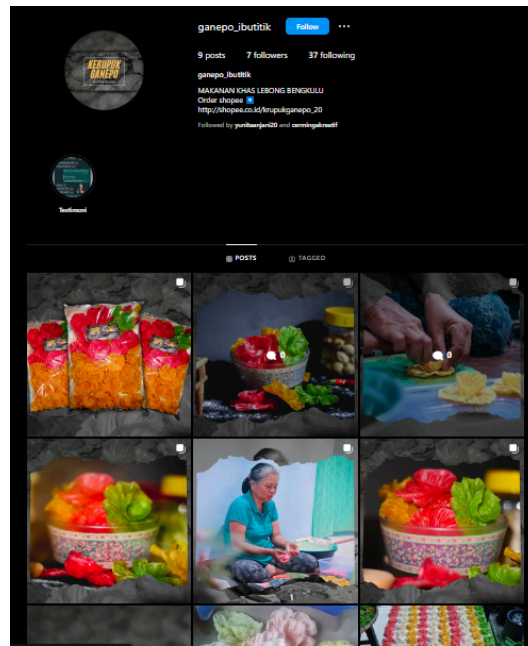 ganepo_ibutitik
Follow
9 posts 7 followers 37 following
ganepo_ibutitik
MAKANAN KHAS LEBONG BENGKULU
Order shopee
http://shopee.co.id/krupukganepo_20
Followed by yunitaanjani20 and carmingakreatif
KERUPUK
GANEPO
Testimoni
POSTS TAGGED
0
0